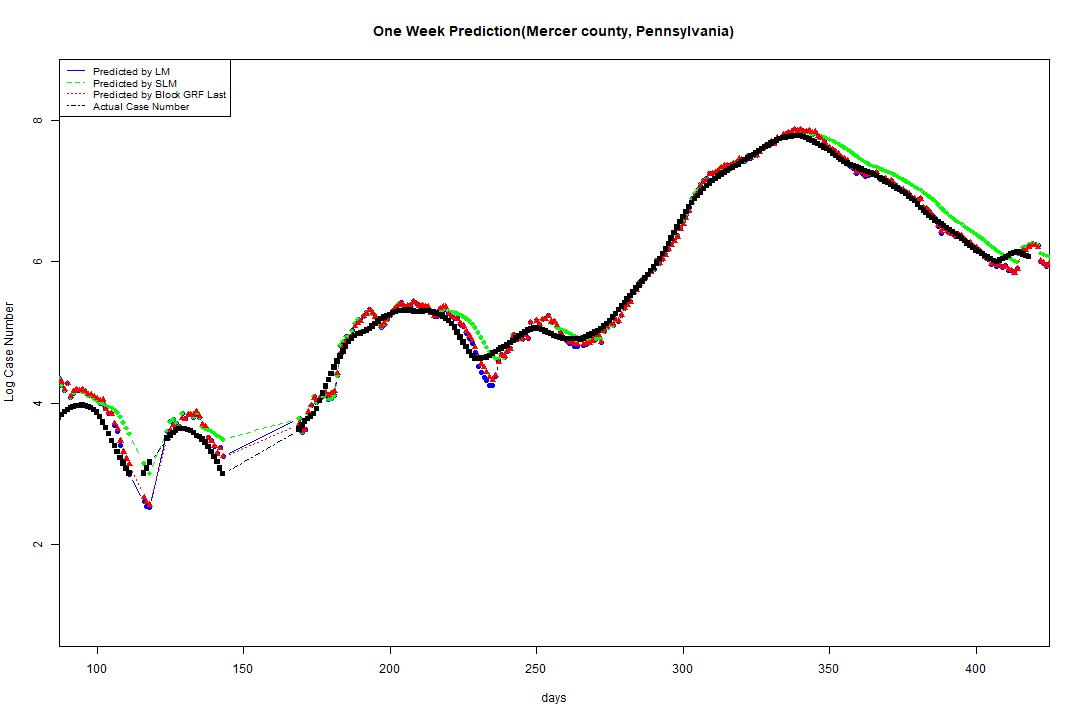 One Week Prediction(Mercer county, Pennsylvania)
Predicted by LM
Predicted by SLM
Predicted by Block GRF Last
Actual Case Number
8
6
4
2
Log Case Number
100 150 200 250 300 350 400
days